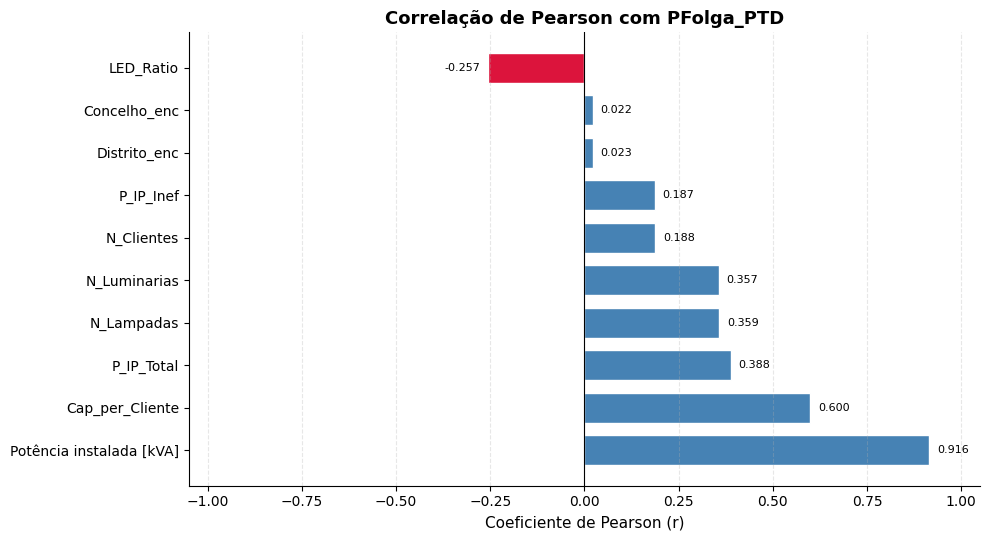 Correlação de Pearson com PFolga_PTD
LED_Ratio
-0.257
Concelho_enc
0.022
Distrito_enc
0.023
P_IP_Inef
0.187
N_Clientes
0.188
N_Luminarias
0.357
N_Lampadas
0.359
P_IP_Total
0.388
Cap_per_Cliente
0.600
Potência instalada [kVA]
0.916
−1.00 −0.75 −0.50 −0.25 0.00 0.25 0.50 0.75 1.00
Coeficiente de Pearson (r)